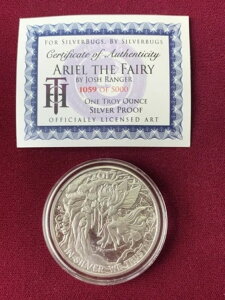 FOR SILVERBUGS, BY SILVERBUGS
Certificate of Authenticity
ARIEL THE FAIRY
BY JOSH RANGER
1059 OF 5000
ONE TROY OUNCE
SILVER PROOF
OFFICIALLY LICENSED ART
SILVER